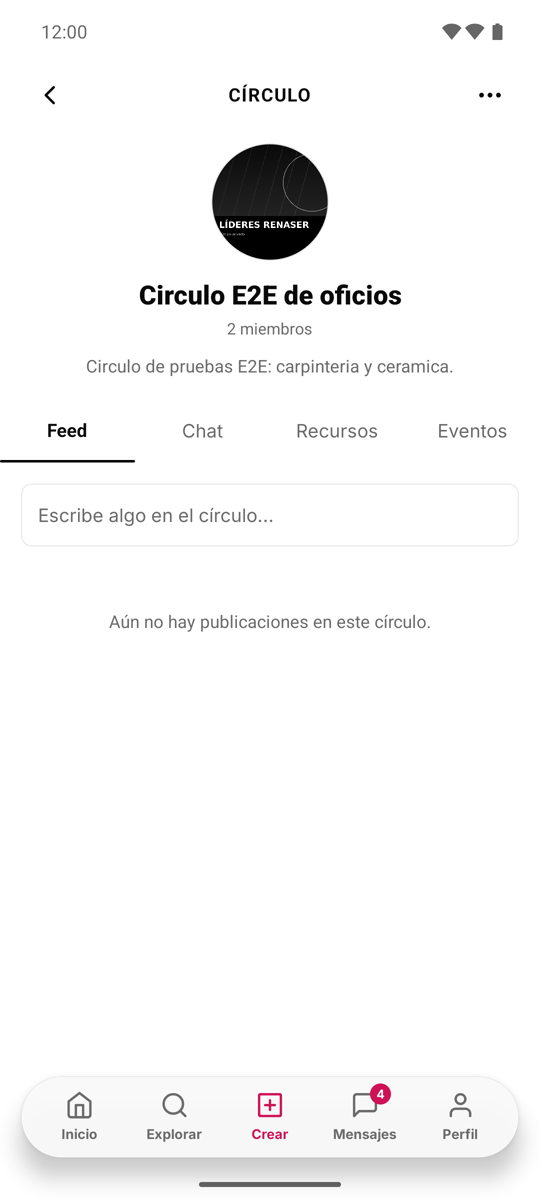 12:00
CÍRCULO
LÍDERES RENASER
Circulo E2E de oficios
2 miembros
Circulo de pruebas E2E: carpinteria y ceramica.
Feed
Chat
Recursos
Eventos
Escribe algo en el círculo...
Aún no hay publicaciones en este círculo.
4
Inicio
Explorar
Crear
Mensajes
Perfil